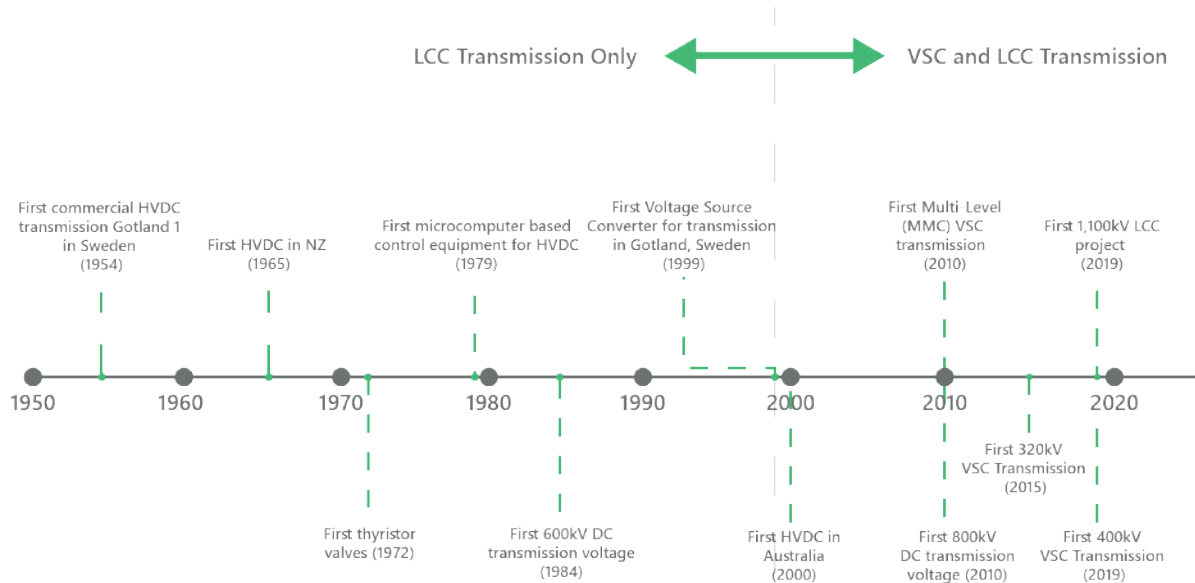 LCC Transmission Only
VSC and LCC Transmission
First commercial HVDC
transmission Gotland 1
in Sweden
(1954)
First HVDC in NZ
(1965)
First microcomputer based
control equipment for HVDC
(1979)
First Voltage Source
Converter for transmission
in Gotland, Sweden
(1999)
First Multi-Level
(MMC) VSC
transmission
(2010)
First 1,100kV LCC
project
(2019)
1950
1960
1970
1980
1990
2000
2010
2020
First thyristor
valves (1972)
First 600kV DC
transmission voltage
(1984)
First HVDC in
Australia
(2000)
First 800kV
DC transmission
voltage (2010)
First 320kV
VSC Transmission
(2015)
First 400kV
VSC Transmission
(2019)